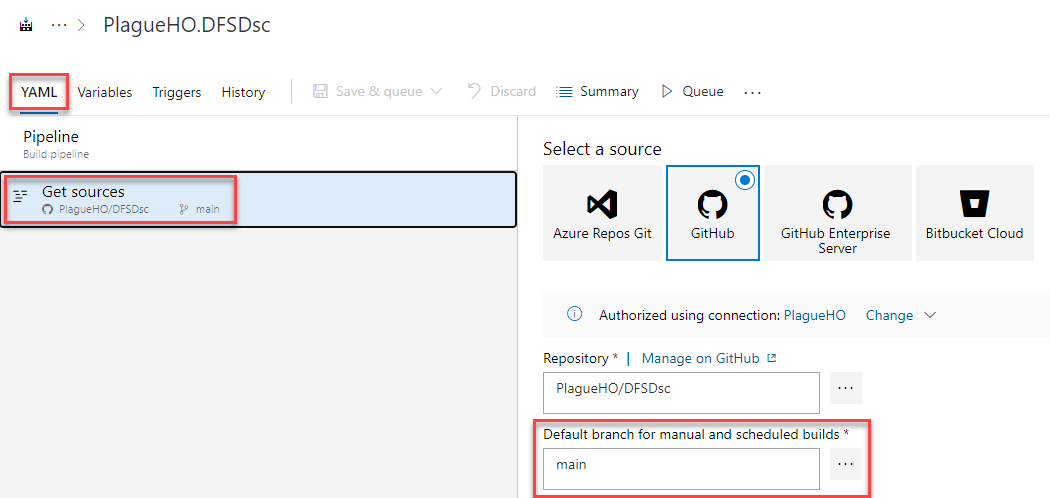 PlagueHO.DFSDsc
YAML Variables Triggers History Save & queue Discard Summary Queue
Pipeline
Build pipeline
Get sources
PlagueHO/DFSDsc main
Select a source
Azure Repos Git
GitHub
GitHub Enterprise
Server
Bitbucket Cloud
Authorized using connection: PlagueHO Change
Repository * | Manage on GitHub
PlagueHO/DFSDsc
Default branch for manual and scheduled builds *
main